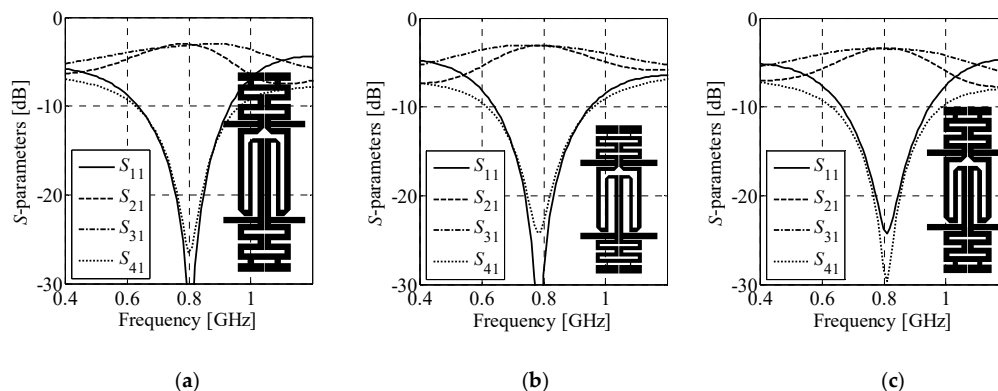 0
-10
-20
-30
S-parameters [dB]
S11
S21
S31
S41
0.4 0.6 0.8 1
Frequency [GHz]
(a)
0
-10
-20
-30
S-parameters [dB]
S11
S21
S31
S41
0.4 0.6 0.8 1
Frequency [GHz]
(b)
0
-10
-20
-30
S-parameters [dB]
S11
S21
S31
S41
0.4 0.6 0.8 1
Frequency [GHz]
(c)